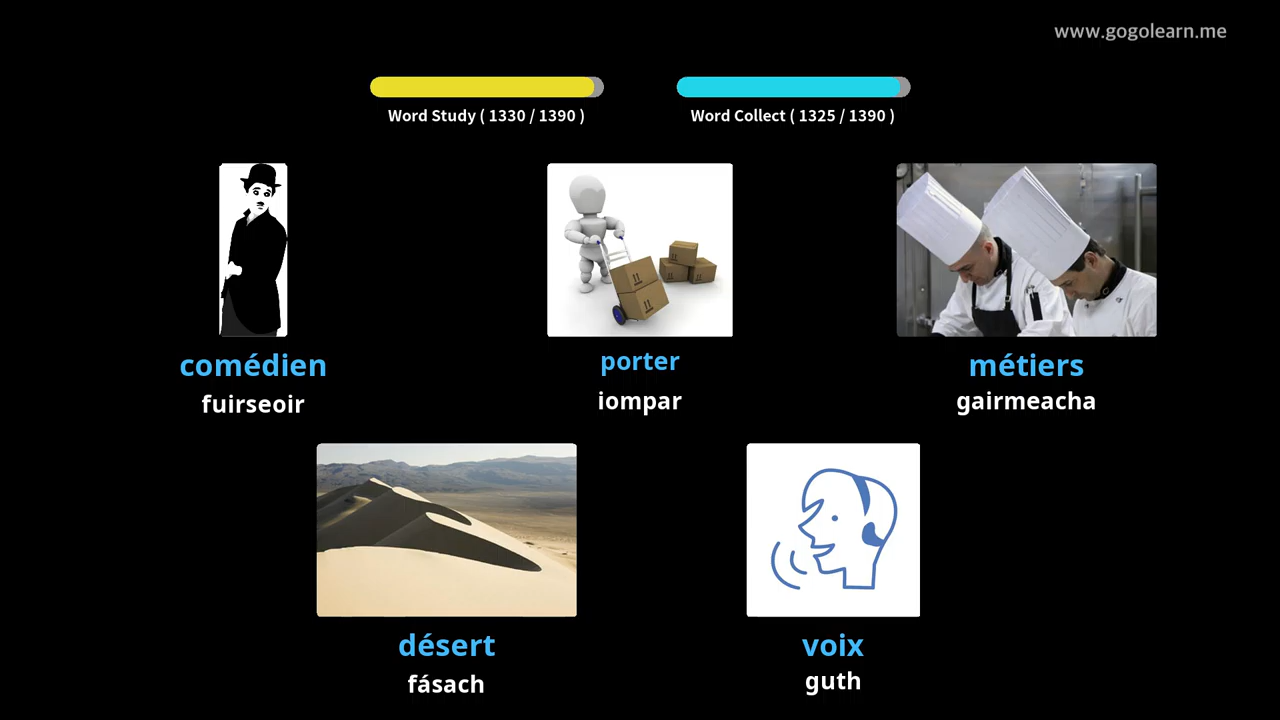 www.gogolearn.me
Word Study ( 1330 / 1390 )
Word Collect ( 1325 / 1390 )
comédien
fuirseoir
porter
iompar
métiers
gairmeacha
désert
fásach
voix
guth